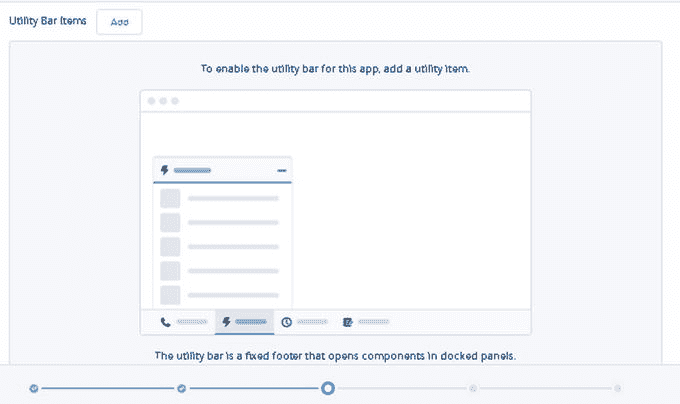 Utility Bar Items
Add
To enable the utility bar for this app, add a utility item.
The utility bar is a fixed footer that opens components in docked panels.